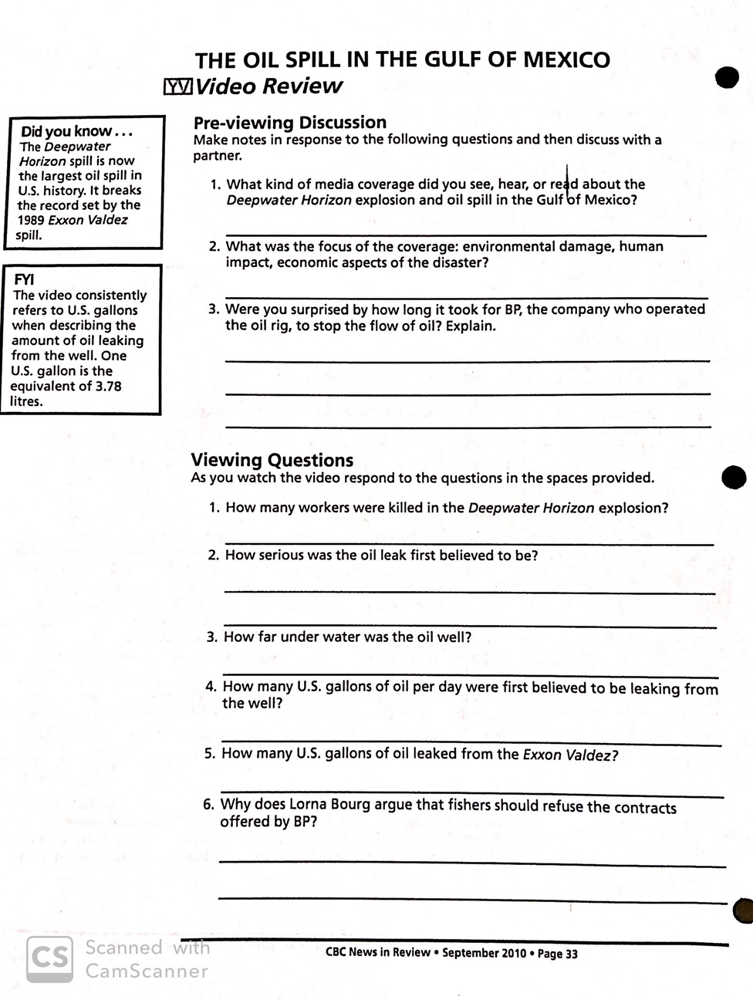 THE OIL SPILL IN THE GULF OF MEXICO
YV Video Review
Did you know...
The Deepwater
Horizon spill is now
the largest oil spill in
U.S. history. It breaks
the record set by the
1989 Exxon Valdez
spill.
FYI
The video consistently
refers to U.S. gallons
when describing the
amount of oil leaking
from the well. One
U.S. gallon is the
equivalent of 3.78
litres.
Pre-viewing Discussion
Make notes in response to the following questions and then discuss with a
partner.
1. What kind of media coverage did you see, hear, or read about the
Deepwater Horizon explosion and oil spill in the Gulf of Mexico?
2. What was the focus of the coverage: environmental damage, human
impact, economic aspects of the disaster?
3. Were you surprised by how long it took for BP, the company who operated
the oil rig, to stop the flow of oil? Explain.
Viewing Questions
As you watch the video respond to the questions in the spaces provided.
1. How many workers were killed in the Deepwater Horizon explosion?
2. How serious was the oil leak first believed to be?
3. How far under water was the oil well?
4. How many U.S. gallons of oil per day were first believed to be leaking from
the well?
5. How many U.S. gallons of oil leaked from the Exxon Valdez?
6. Why does Lorna Bourg argue that fishers should refuse the contracts
offered by BP?
CBC News in Review • September 2010 • Page 33
CS Scanned with
CamScanner